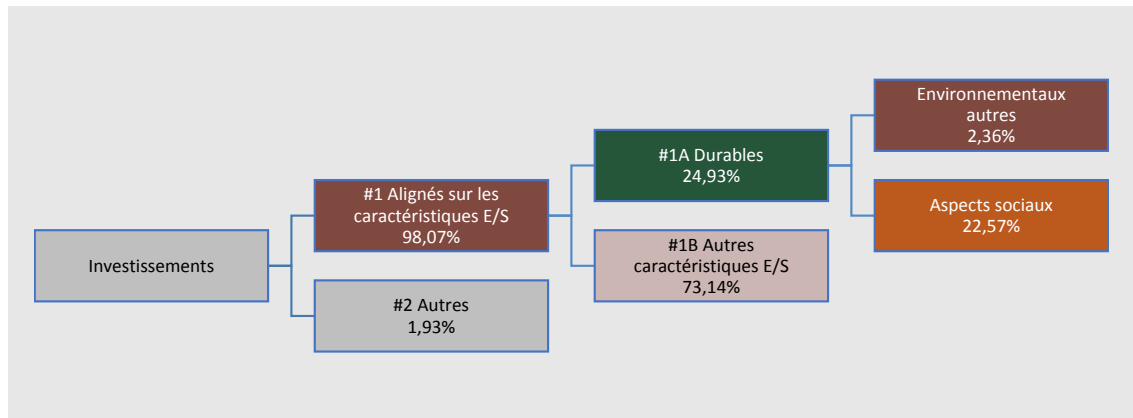 Investissements
#1 Alignés sur les
caractéristiques E/S
98,07%
#2 Autres
1,93%
#1A Durables
24,93%
#1B Autres
caractéristiques E/S
73,14%
Environnementaux
autres
2,36%
Aspects sociaux
22,57%